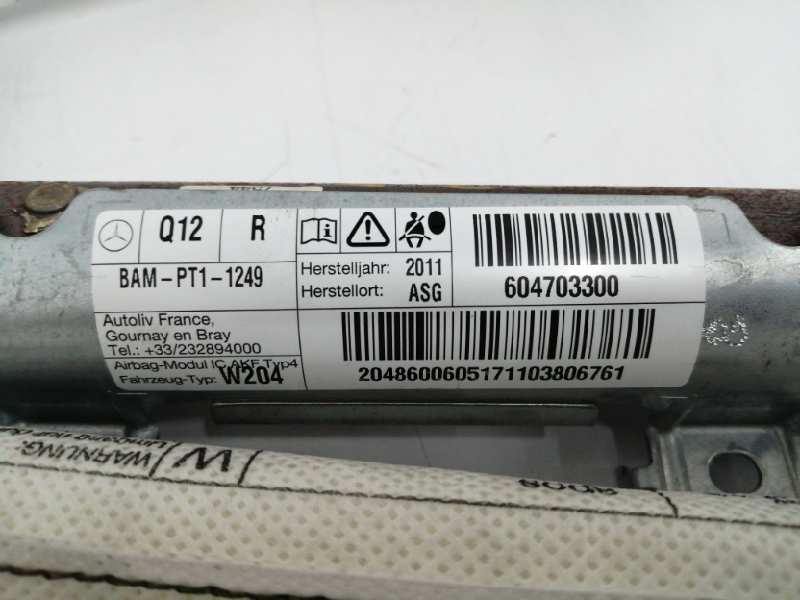 Q12 R
BAM-PT1-1249
Herstelljahr: 2011
Herstellort: ASG
604703300
Autoliv France,
Gournay en Bray
Tel.: +33/232894000
Airbag-Modul IC AKF Typ4
Fahrzeug-Typ: W204
2048600605171103806761
WARNUNG:
W